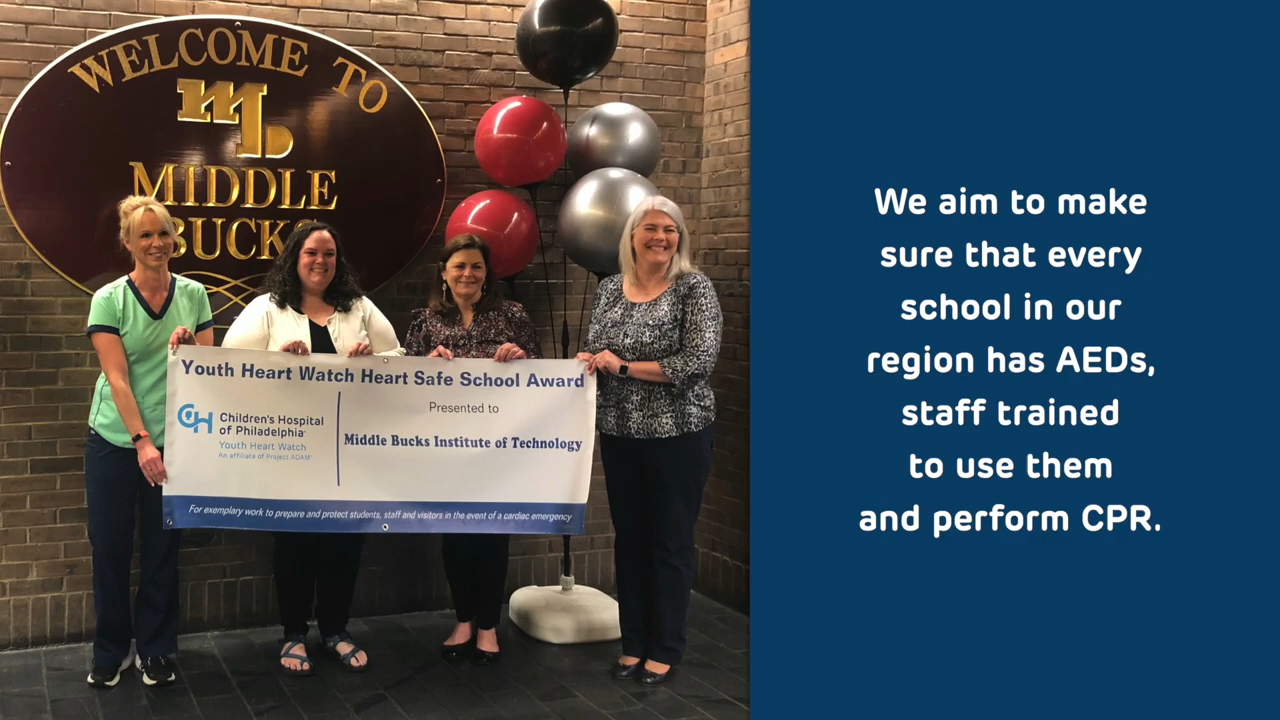 WELCOME TO
mb
MIDDLE
BUCKS
Youth Heart Watch Heart Safe School Award
Presented to
CH Children's Hospital
of Philadelphia
Youth Heart Watch
An affiliate of Project ADAM
Middle Bucks Institute of Technology
For exemplary work to prepare and protect students, staff and visitors in the event of a cardiac emergency
We aim to make
sure that every
school in our
region has AEDs,
staff trained
to use them
and perform CPR.